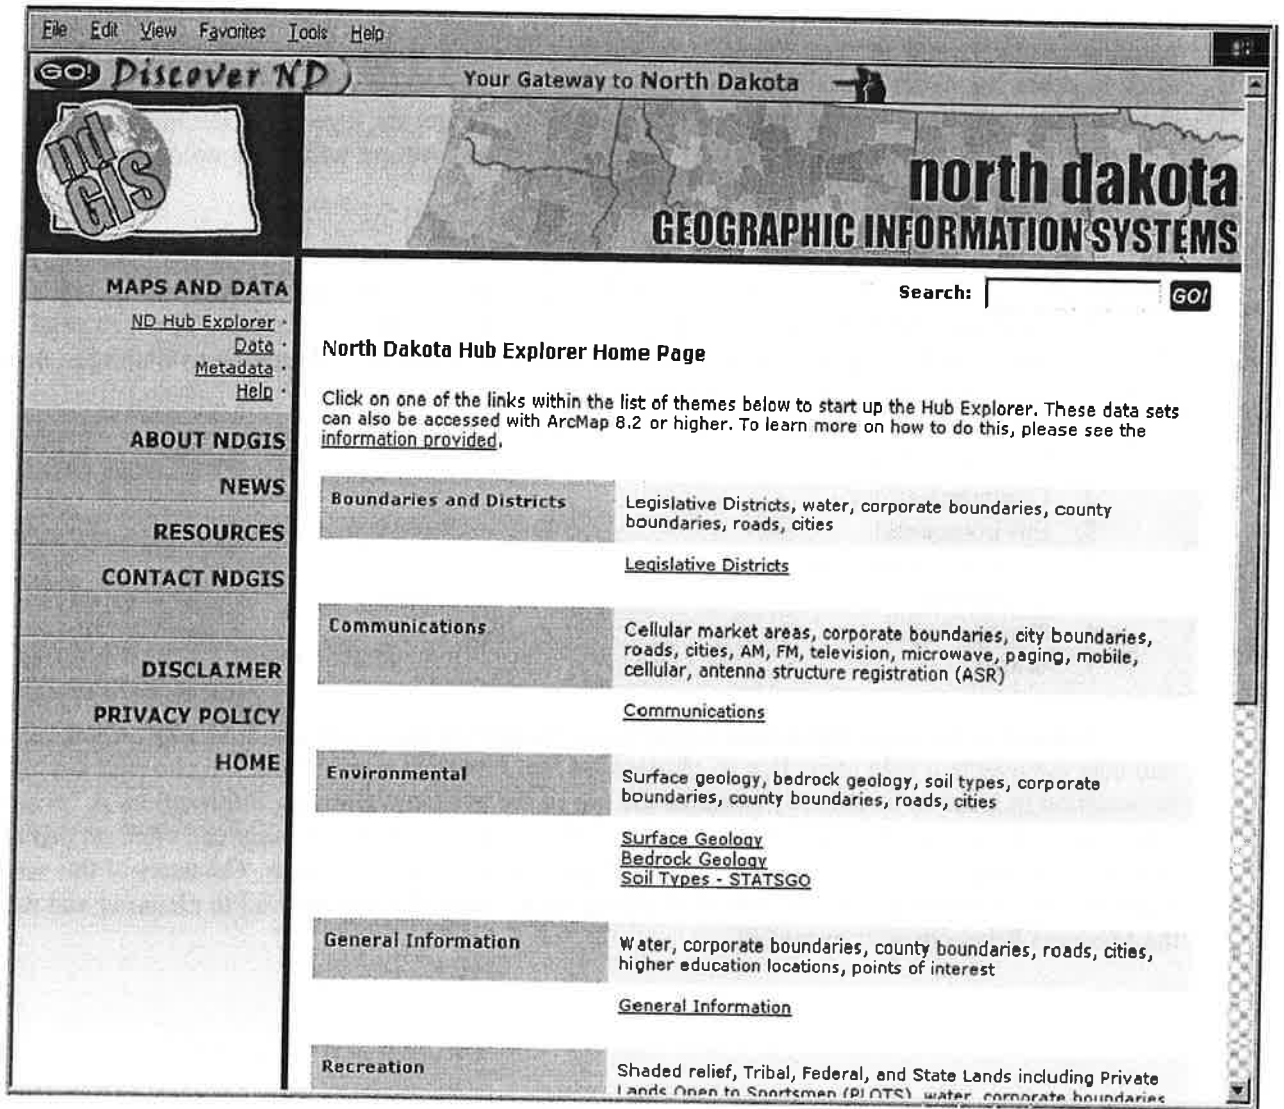 File Edit View Favorites Tools Help
GO! Discover ND
Your Gateway to North Dakota
nd
GIS
north dakota
GEOGRAPHIC INFORMATION SYSTEMS
MAPS AND DATA
ND Hub Explorer
Data
Metadata
Help
ABOUT NDGIS
NEWS
RESOURCES
CONTACT NDGIS
DISCLAIMER
PRIVACY POLICY
HOME
Search:
GO!
North Dakota Hub Explorer Home Page
Click on one of the links within the list of themes below to start up the Hub Explorer. These data sets
can also be accessed with ArcMap 8.2 or higher. To learn more on how to do this, please see the
information provided.
Boundaries and Districts
Legislative Districts, water, corporate boundaries, county
boundaries, roads, cities
Legislative Districts
Communications
Cellular market areas, corporate boundaries, city boundaries,
roads, cities, AM, FM, television, microwave, paging, mobile,
cellular, antenna structure registration (ASR)
Communications
Environmental
Surface geology, bedrock geology, soil types, corporate
boundaries, county boundaries, roads, cities
Surface Geology
Bedrock Geology
Soil Types - STATSGO
General Information
Water, corporate boundaries, county boundaries, roads, cities,
higher education locations, points of interest
General Information
Recreation
Shaded relief, Tribal, Federal, and State Lands including Private
Lands Open to Sportsmen (PLOTS), water, corporate boundaries